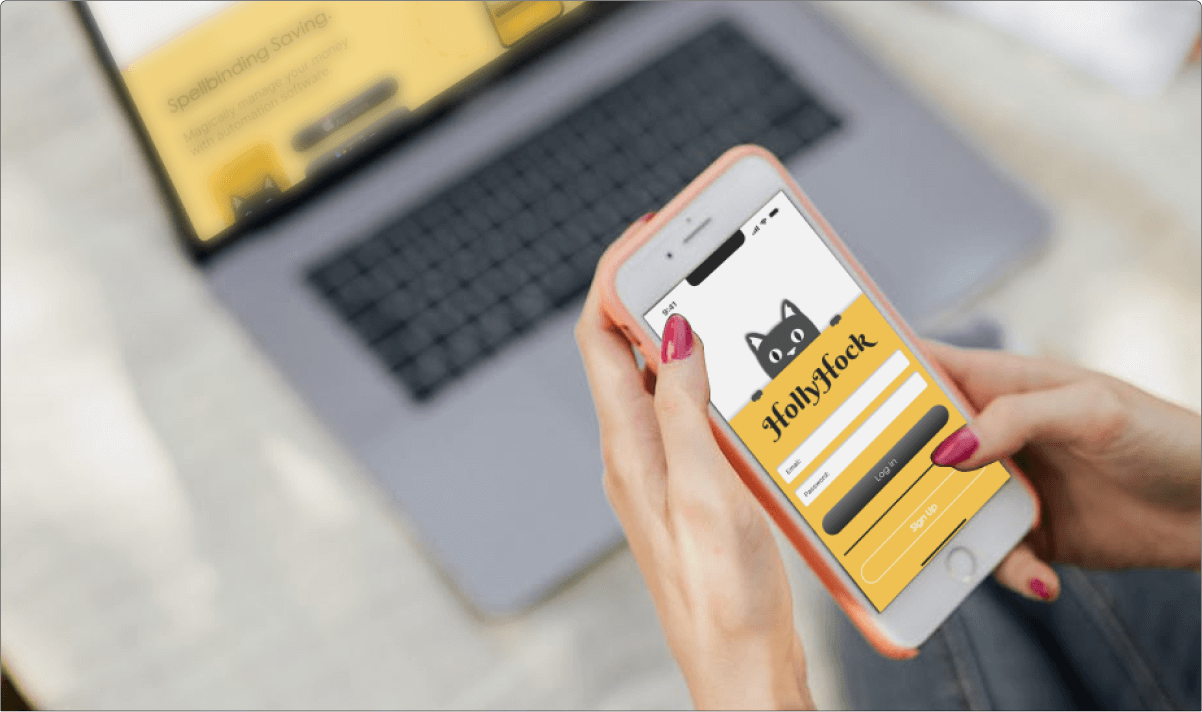 Spellbinding Saving.
Magically manage your money
with automation software
9:41
HollyHock
Email:
Password:
Log in
Sign Up